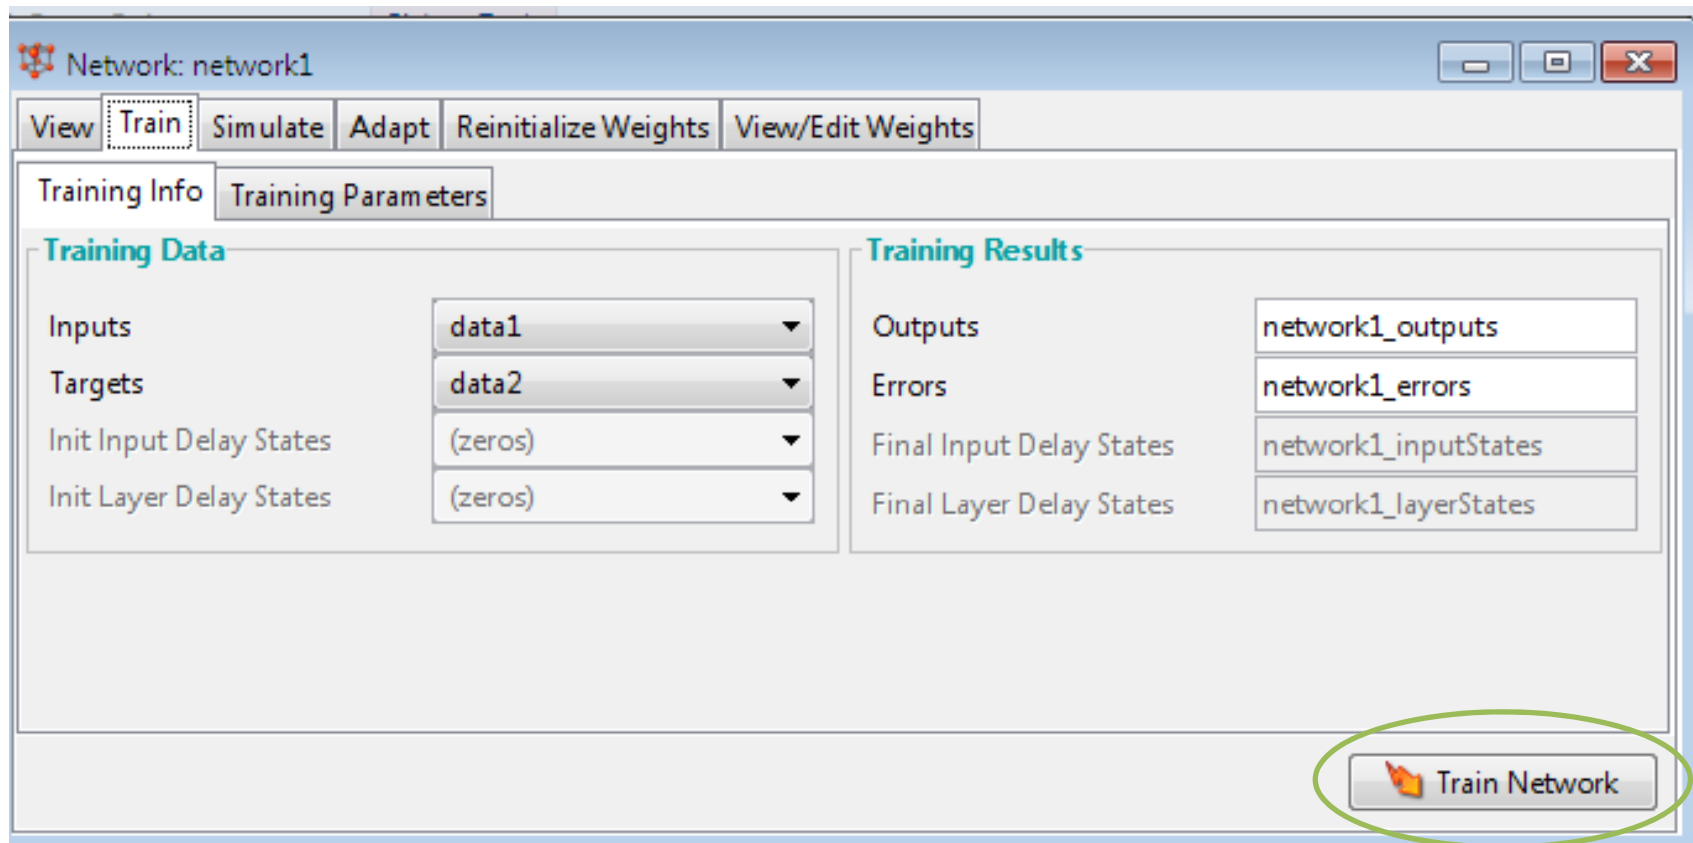 Network: network1
View Train Simulate Adapt Reinitialize Weights View/Edit Weights
Training Info Training Parameters
Training Data
Inputs data1
Targets data2
Init Input Delay States (zeros)
Init Layer Delay States (zeros)
Training Results
Outputs network1_outputs
Errors network1_errors
Final Input Delay States network1_inputStates
Final Layer Delay States network1_layerStates
Train Network